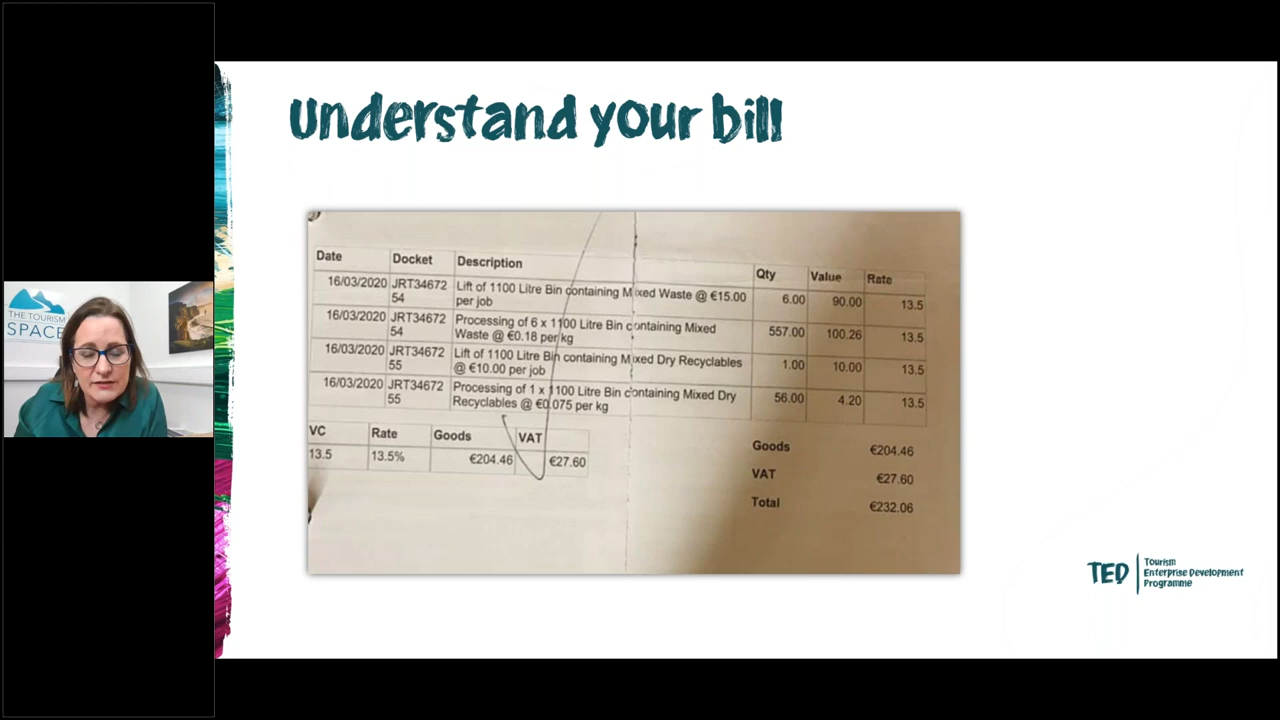 Understand your bill
THE TOURISM
SPACE
Date Docket Description Qty Value Rate
16/03/2020 JRT34672 Lift of 1100 Litre Bin containing Mixed Waste @ €15.00 6.00 90.00 13.5
54 per job
16/03/2020 JRT34672 Processing of 6 x 1100 Litre Bin containing Mixed 557.00 100.26 13.5
54 Waste @ €0.18 per kg
16/03/2020 JRT34672 Lift of 1100 Litre Bin containing Mixed Dry Recyclables 1.00 10.00 13.5
55 @ €10.00 per job
16/03/2020 JRT34672 Processing of 1 x 1100 Litre Bin containing Mixed Dry 56.00 4.20 13.5
55 Recyclables @ €0.075 per kg
VC Rate Goods VAT
13.5 13.5% €204.46 €27.60
Goods €204.46
VAT €27.60
Total €232.06
TED
Tourism
Enterprise Development
Programme